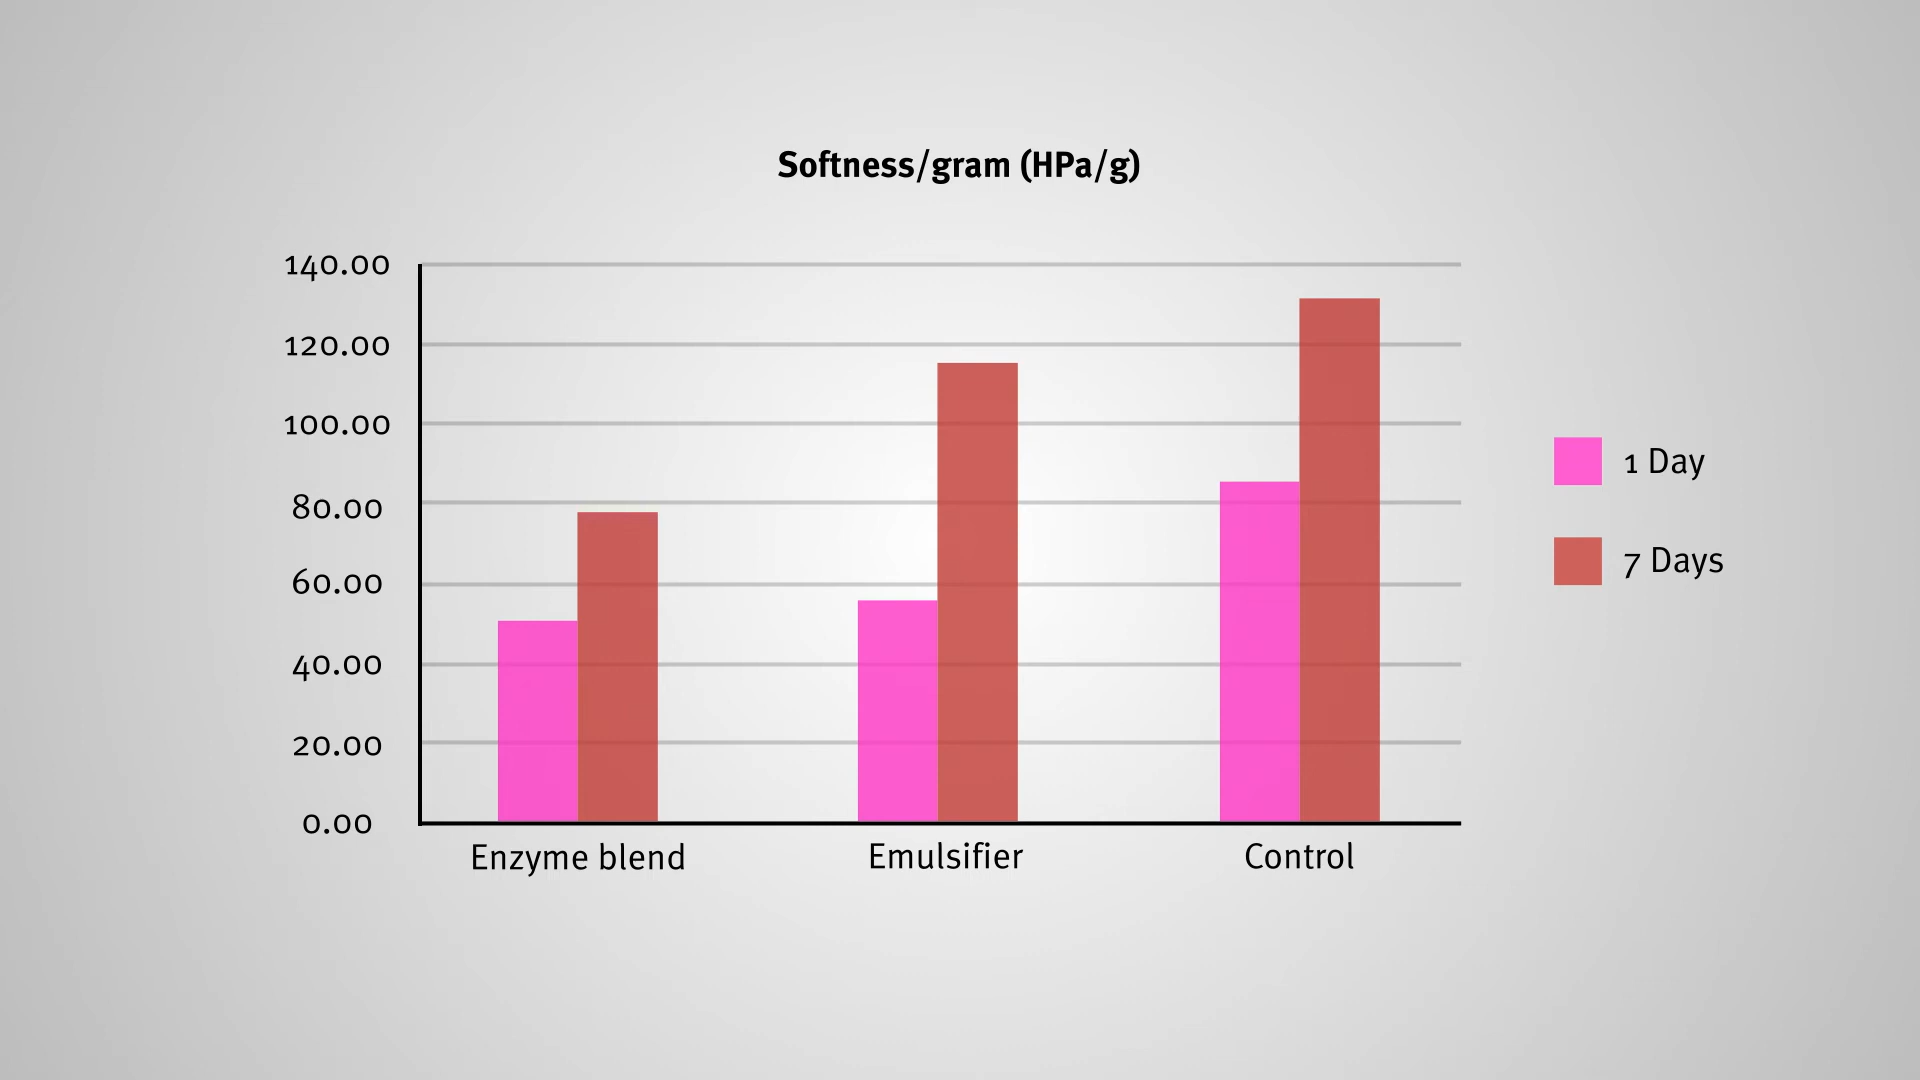 Softness/gram (HPa/g)
140.00
120.00
100.00
80.00
60.00
40.00
20.00
0.00
Enzyme blend
Emulsifier
Control
1 Day
7 Days